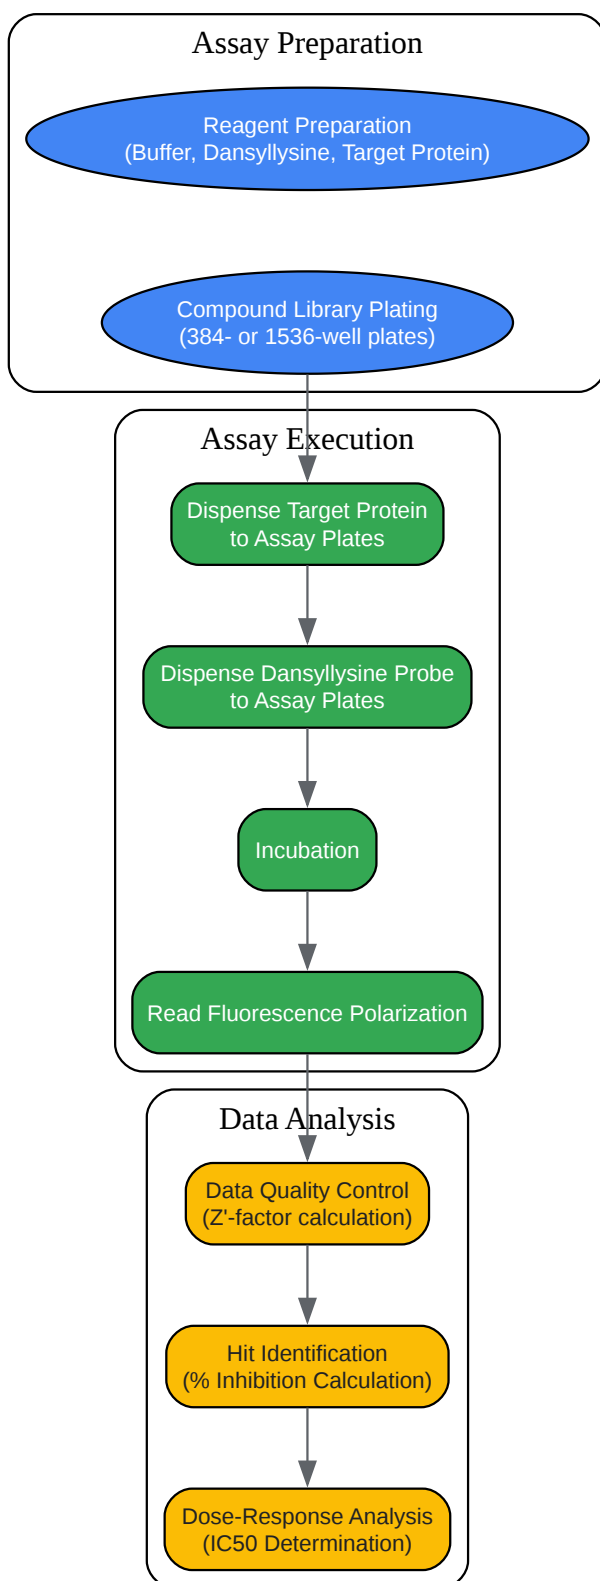 Assay Preparation
Reagent Preparation
(Buffer, Dansyllysine, Target Protein)
Compound Library Plating
(384- or 1536-well plates)
Assay Execution
Dispense Target Protein
to Assay Plates
Dispense Dansyllysine Probe
to Assay Plates
Incubation
Read Fluorescence Polarization
Data Analysis
Data Quality Control
(Z'-factor calculation)
Hit Identification
(% Inhibition Calculation)
Dose-Response Analysis
(IC50 Determination)